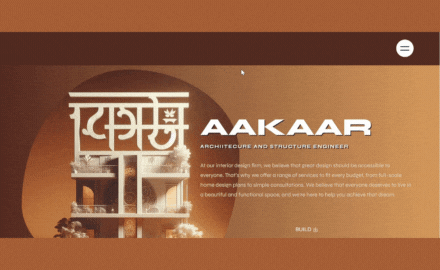 AAKAAR
ARCHITECURE AND STRUCTURE ENGINEER
At our interior design firm, we believe that great design should be accessible to
everyone. That's why we offer a range of services to fit every budget, from full-scale
home design plans to simple consultations. We believe that everyone deserves to live in
a beautiful and functional space, and we're here to help you achieve that dream.
BUILD